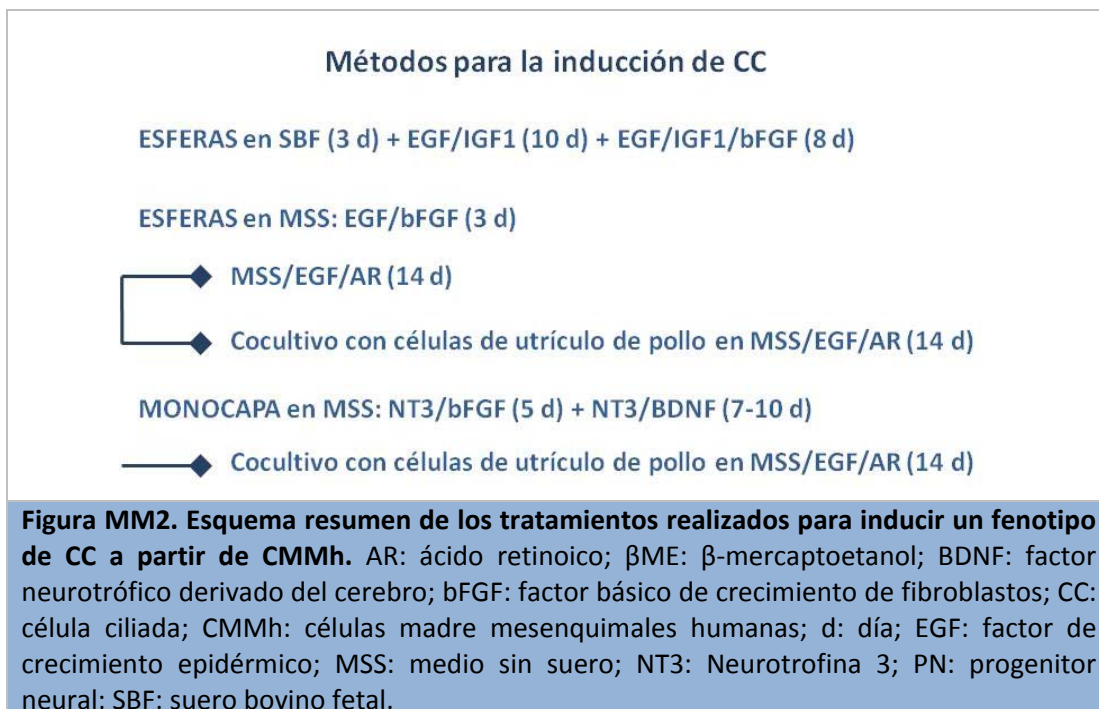 Métodos para la inducción de CC
ESFERAS en SBF (3 d) + EGF/IGF1 (10 d) + EGF/IGF1/bFGF (8 d)
ESFERAS en MSS: EGF/bFGF (3 d)
MSS/EGF/AR (14 d)
Cocultivo con células de utrículo de pollo en MSS/EGF/AR (14 d)
MONOCAPA en MSS: NT3/bFGF (5 d) + NT3/BDNF (7-10 d)
Cocultivo con células de utrículo de pollo en MSS/EGF/AR (14 d)
Figura MM2. Esquema resumen de los tratamientos realizados para inducir un fenotipo
de CC a partir de CMMh. AR: ácido retinoico; βME: β-mercaptoetanol; BDNF: factor
neurotrófico derivado del cerebro; bFGF: factor básico de crecimiento de fibroblastos; CC:
célula ciliada; CMMh: células madre mesenquimales humanas; d: día; EGF: factor de
crecimiento epidérmico; MSS: medio sin suero; NT3: Neurotrofina 3; PN: progenitor
neural; SBF: suero bovino fetal.